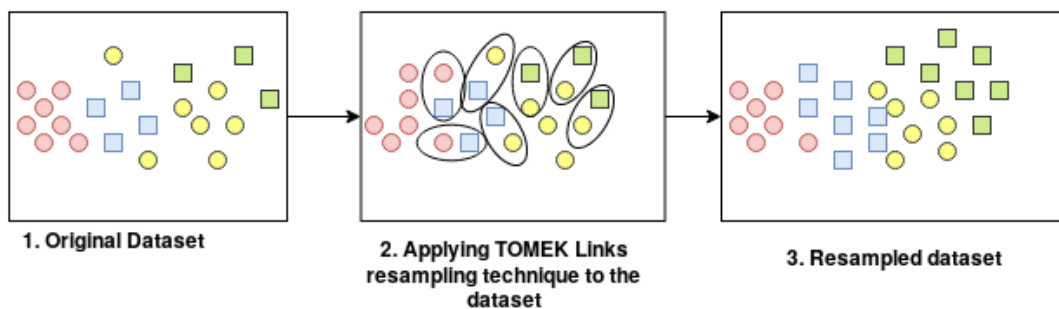 1. Original Dataset
2. Applying TOMEK Links
resampling technique to the
dataset
3. Resampled dataset